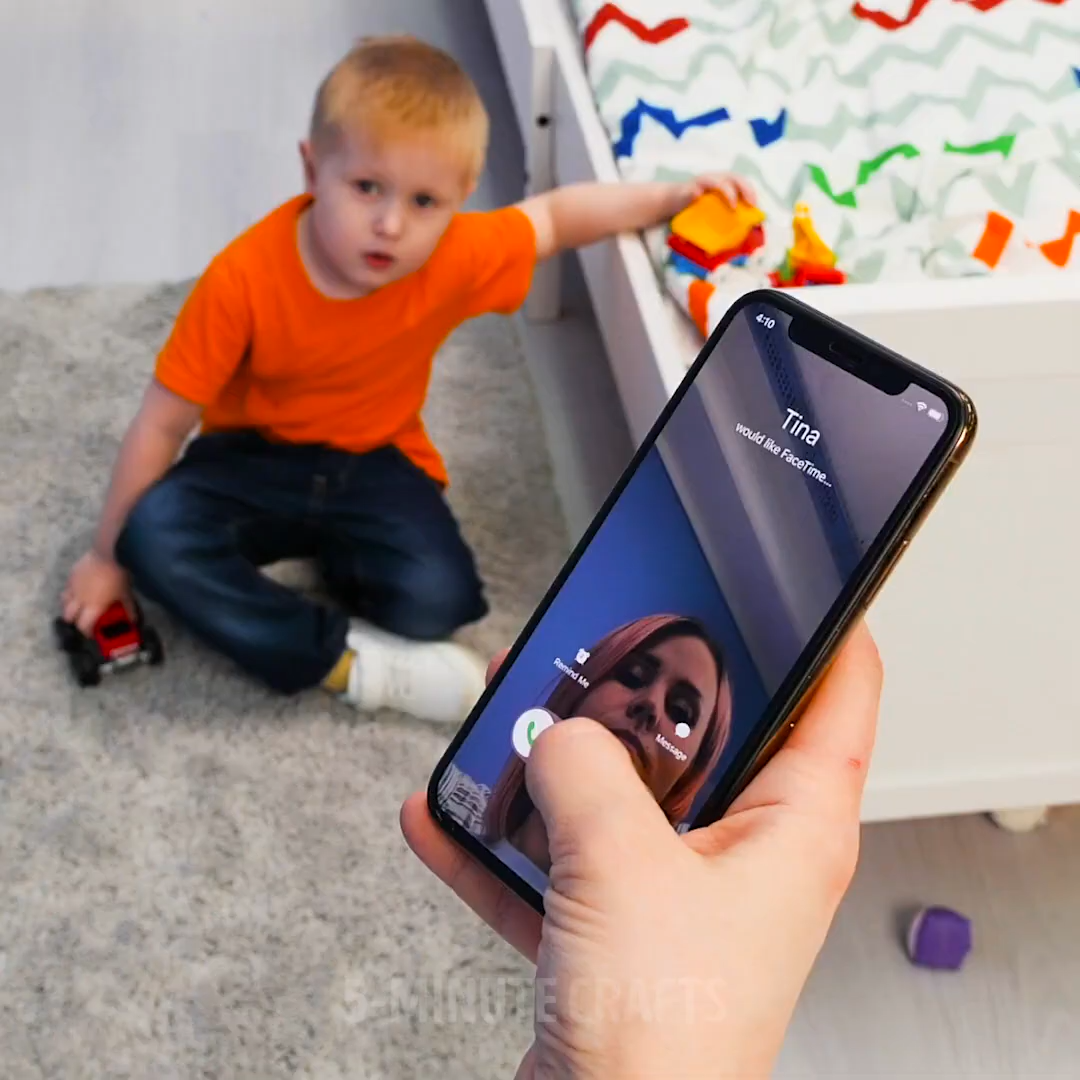 4:10
Tina
would like FaceTime...
Remind Me
Message
5-MINUTE CRAFTS